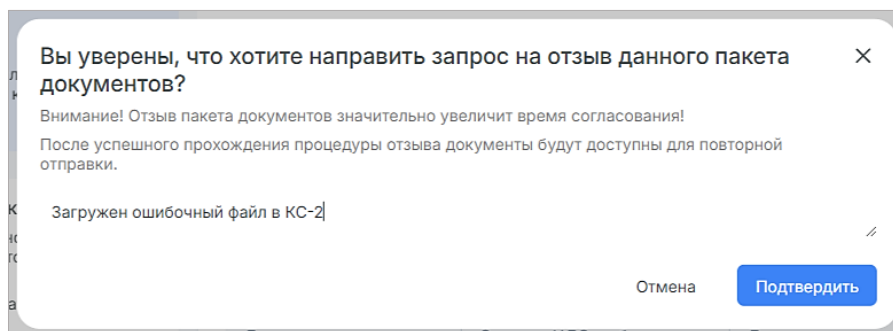 Вы уверены, что хотите направить запрос на отзыв данного пакета
документов?
Внимание! Отзыв пакета документов значительно увеличит время согласования!
После успешного прохождения процедуры отзыва документы будут доступны для повторной
отправки.
Загружен ошибочный файл в КС-2
Отмена
Подтвердить